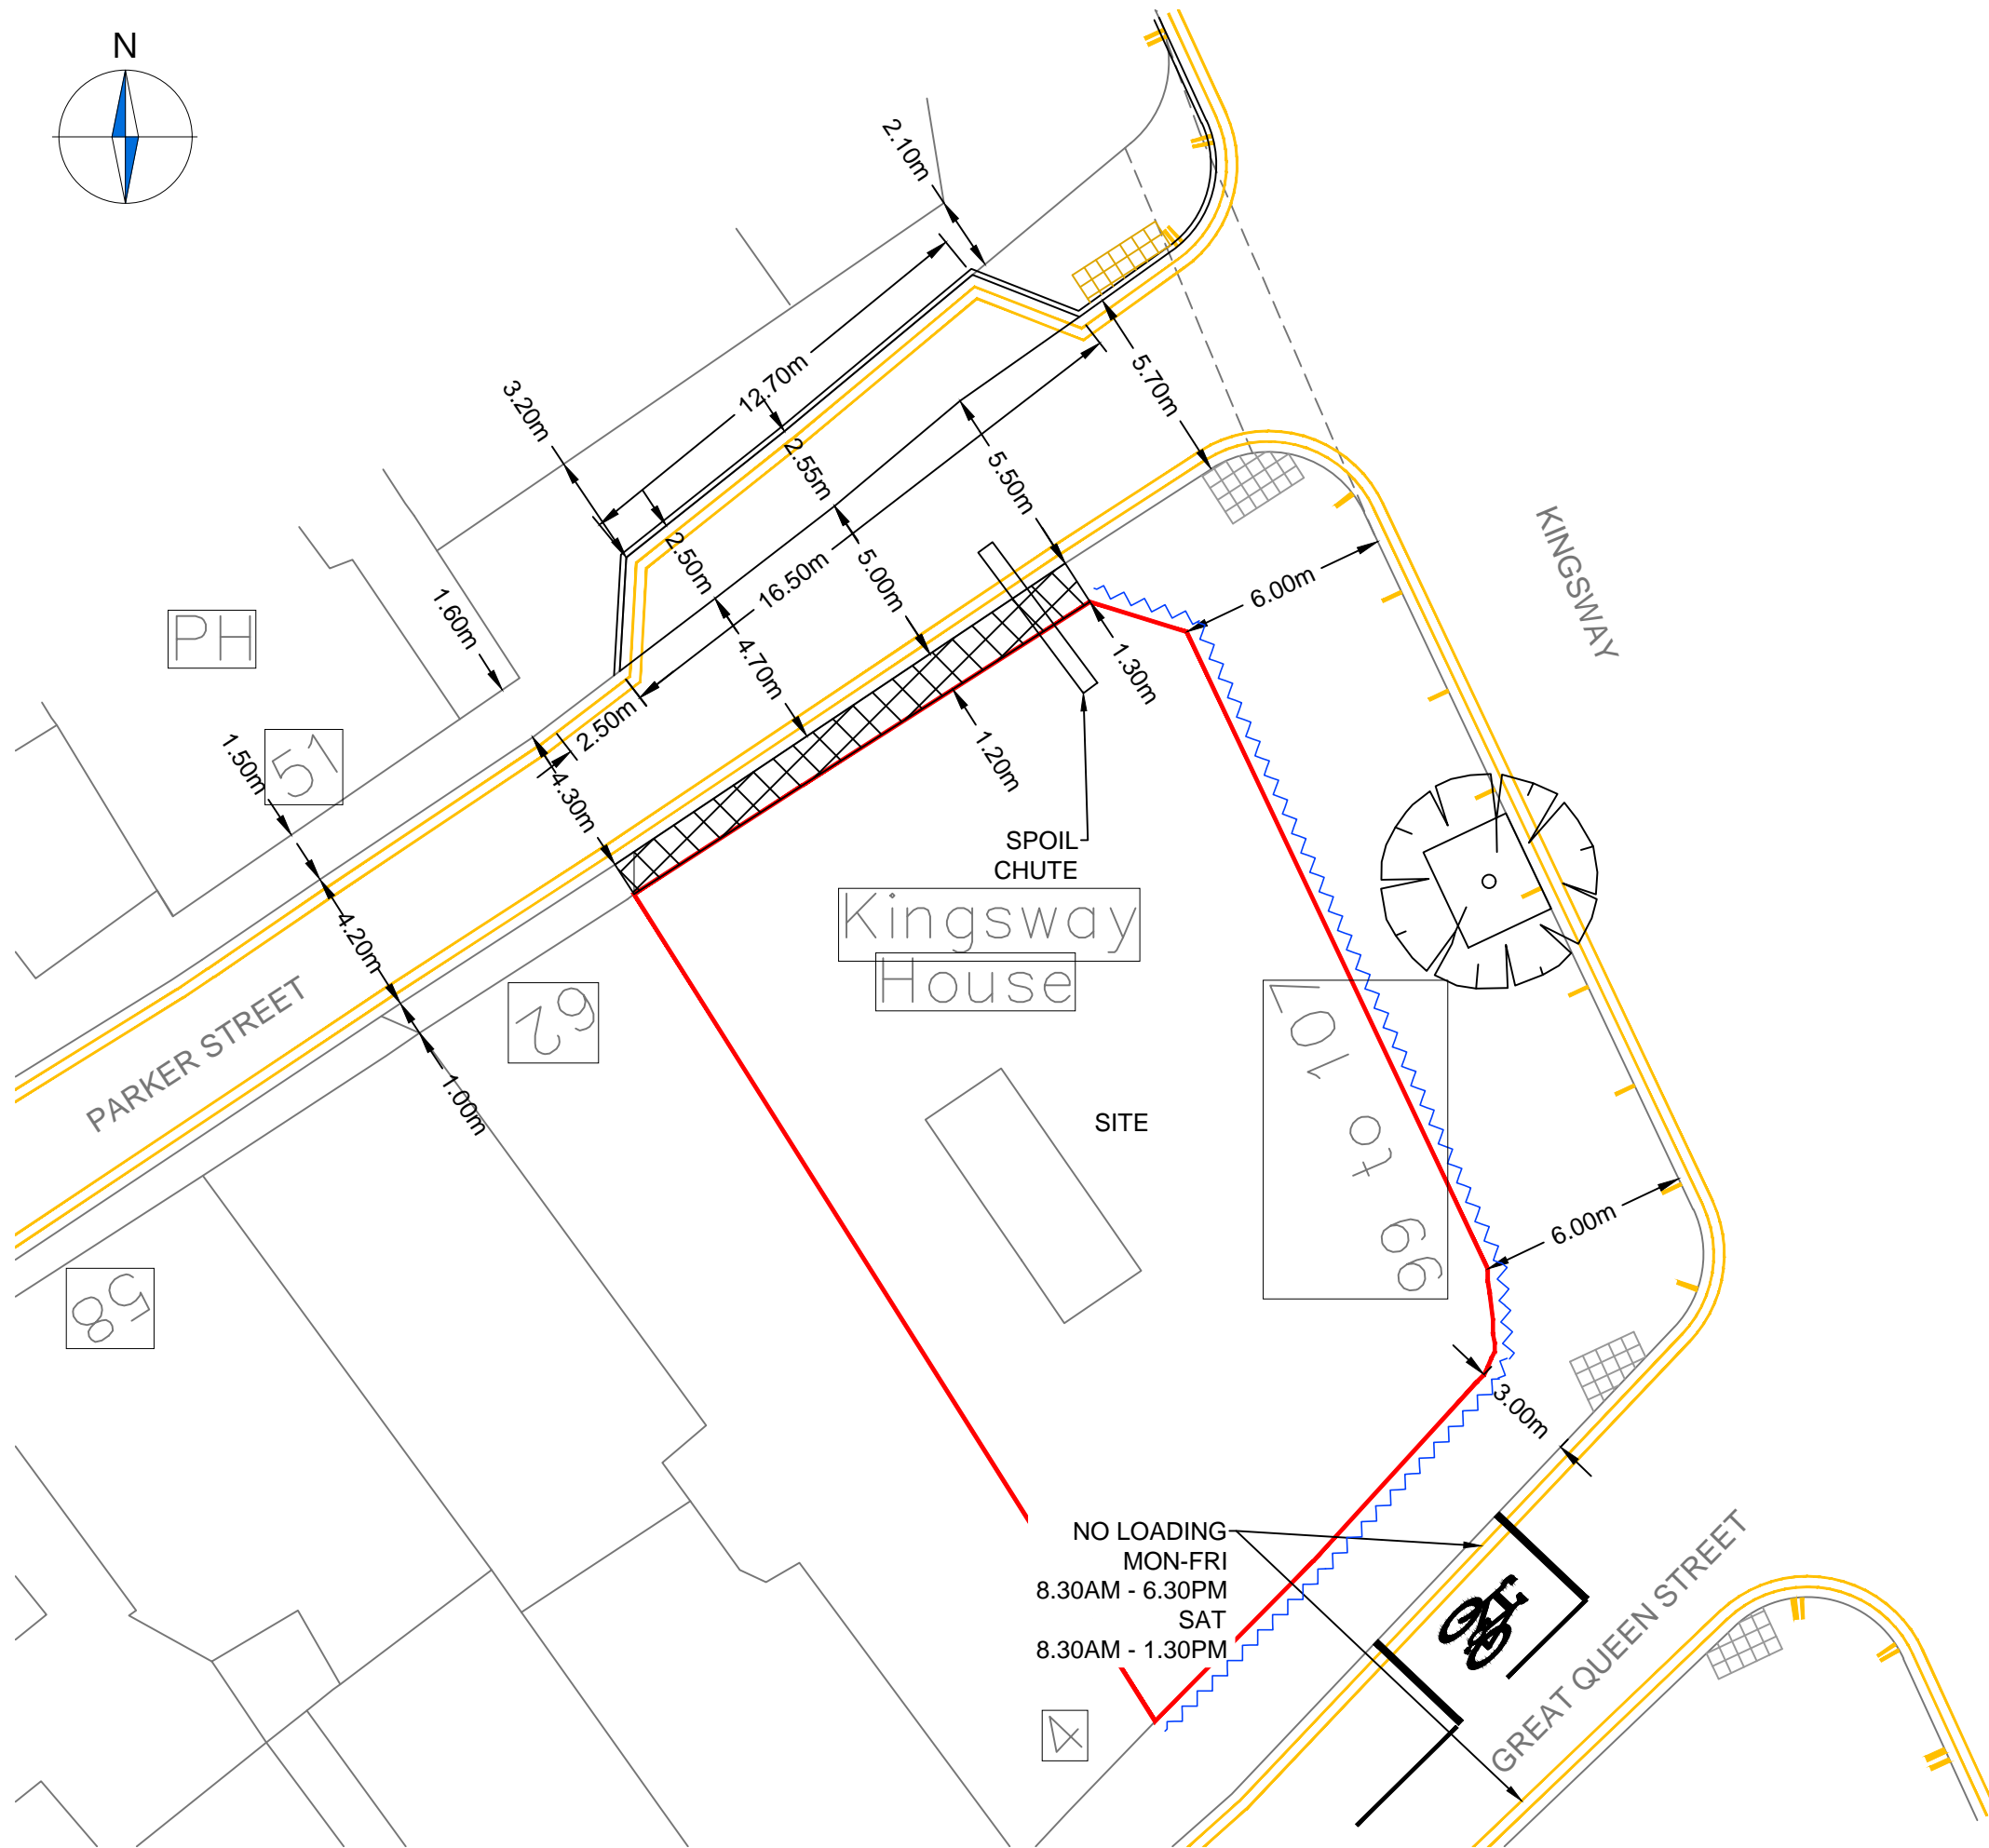 N
2.10m
12.70m
3.20m
5.70m
2.55m
5.50m
2.50m
16.50m
5.00m
KINGSWAY
6.00m
1.60m
PH
4.70m
1.30m
2.50m
1.50m
51
4.30m
1.20m
SPOIL
CHUTE
Kingsway
House
4.20m
PARKER STREET
62
1.00m
SITE
99 to 107
6.00m
58
3.00m
NO LOADING
MON-FRI
8.30AM - 6.30PM
SAT
8.30AM - 1.30PM
GREAT QUEEN STREET
4